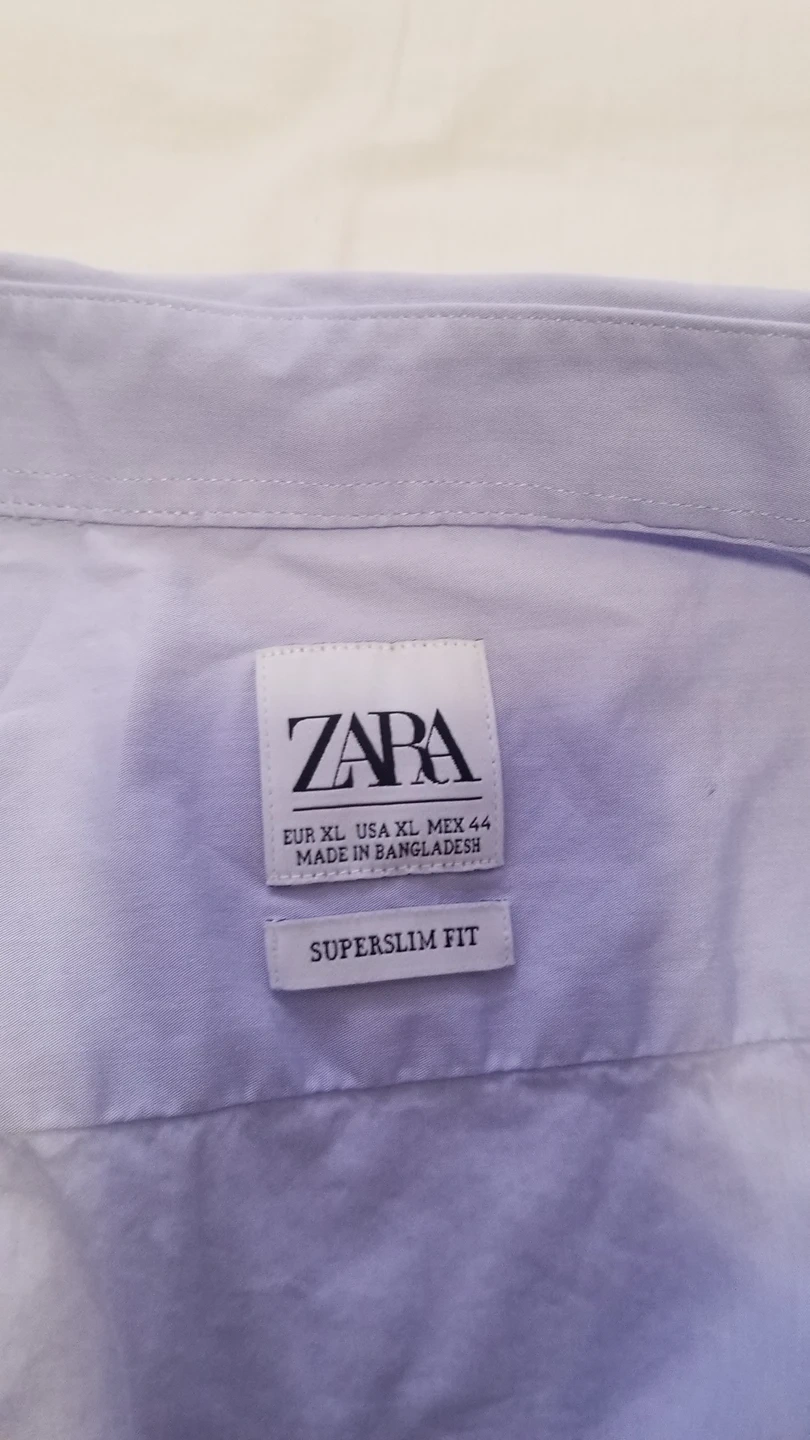 ZARA
EUR XL USA XL MEX 44
MADE IN BANGLADESH
SUPERSLIM FIT